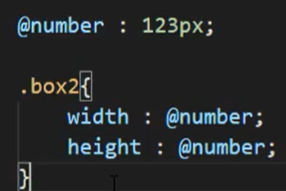 @number : 123px;
.box2{
width : @number;
height : @number;
}